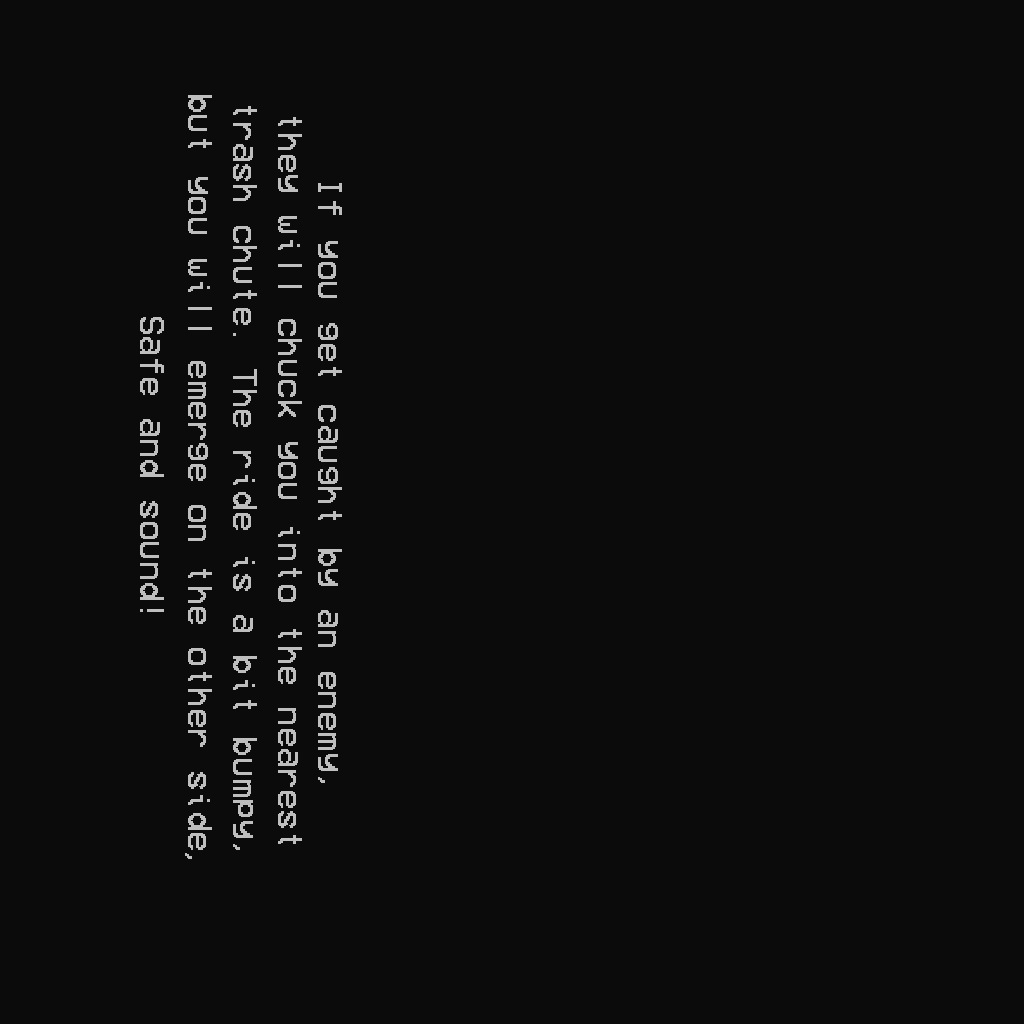 If you get caught by an enemy,
they will chuck you into the nearest
trash chute. The ride is a bit bumpy,
but you will emerge on the other side,
Safe and sound!